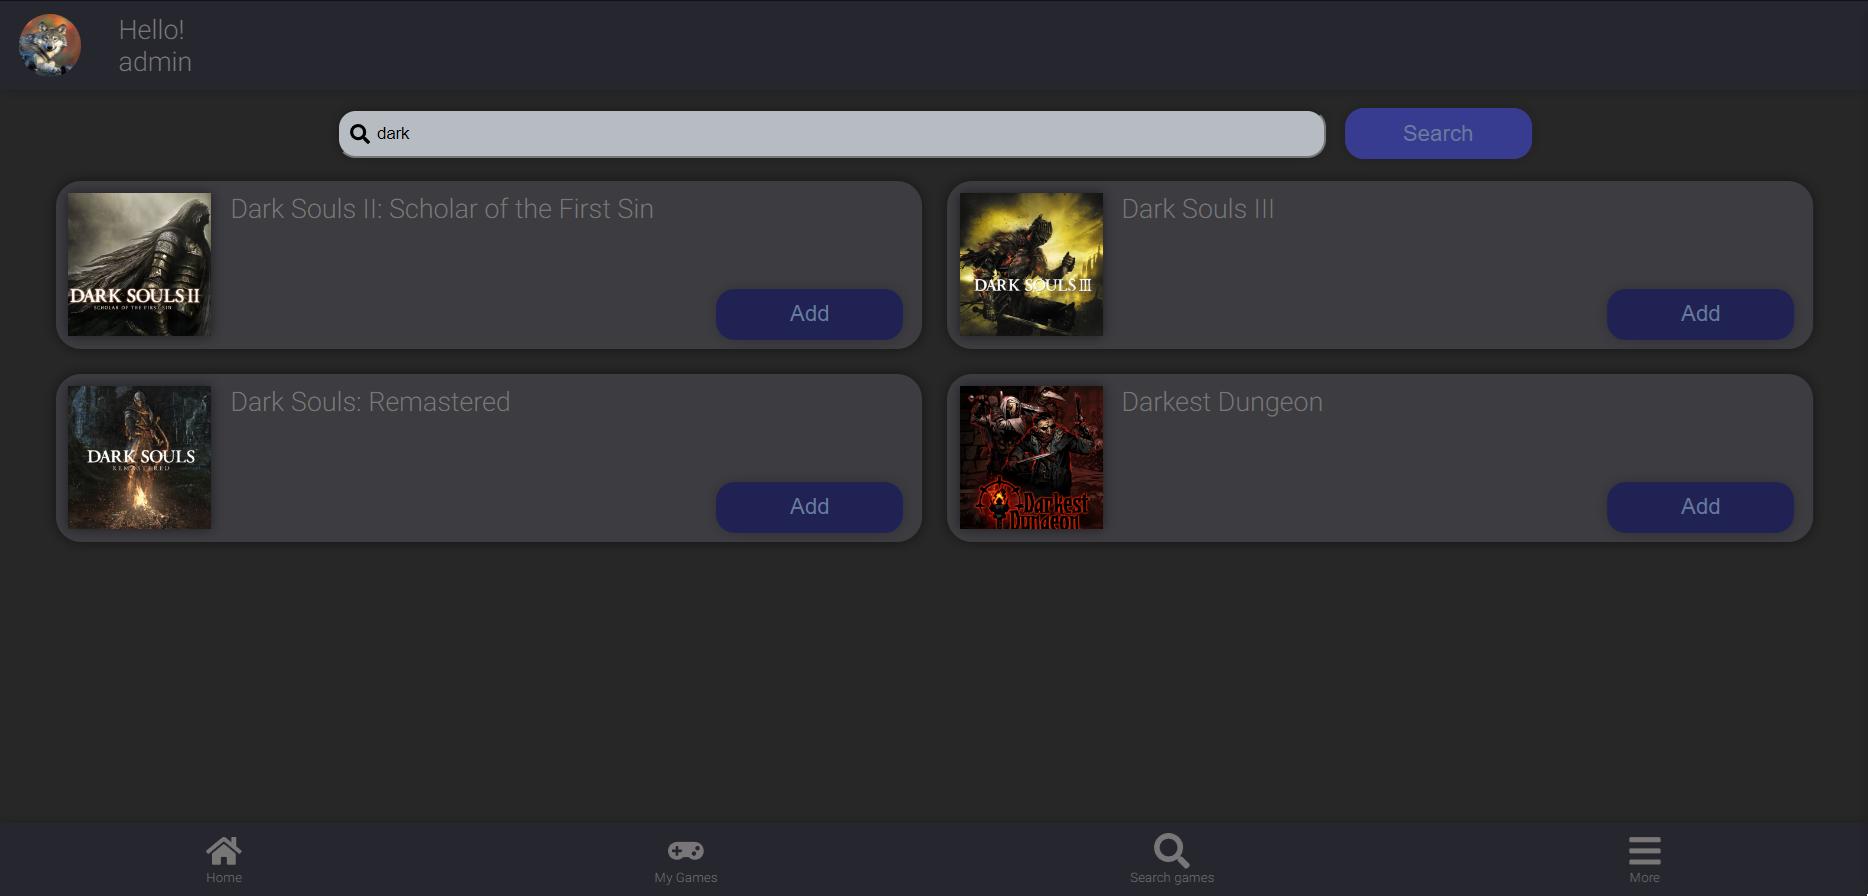 Hello!
admin
dark
Search
Dark Souls II: Scholar of the First Sin
DARK SOULS II
SCHOLAR OF THE FIRST SIN
Add
Dark Souls III
DARK SOULS III
Add
Dark Souls: Remastered
DARK SOULS
REMASTERED
Add
Darkest Dungeon
Darkest
Dungeon
Add
Home
My Games
Search games
More